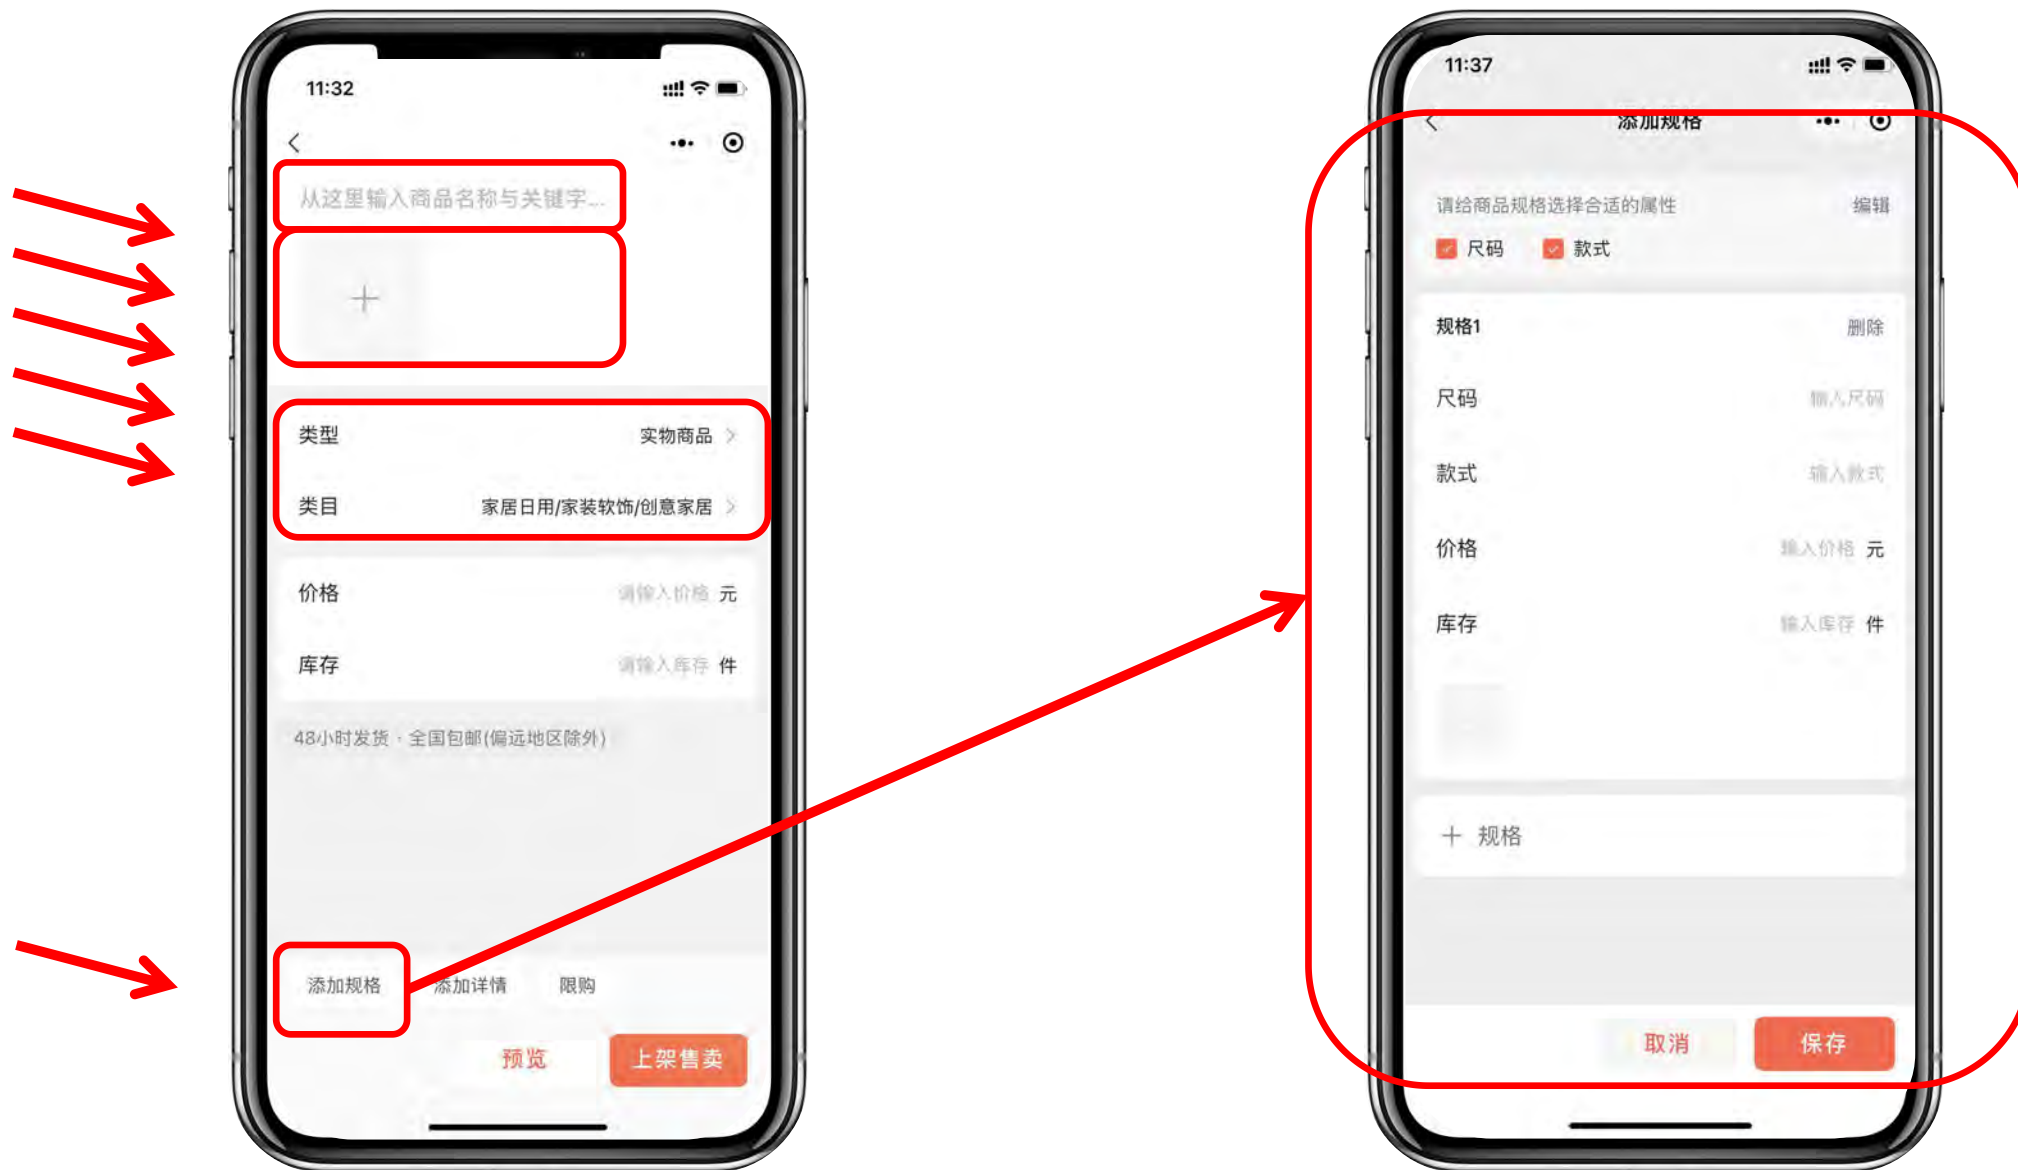 11:32
从这里输入商品名称与关键字...
类型 实物商品
类目 家居日用/家装软饰/创意家居
价格 请输入价格 元
库存 请输入库存 件
48小时发货 · 全国包邮(偏远地区除外)
添加规格 添加详情 限购
预览 上架售卖
11:37
添加规格
请给商品规格选择合适的属性 编辑
尺码 款式
规格1 删除
尺码 输入尺码
款式 输入款式
价格 输入价格 元
库存 输入库存 件
+ 规格
取消 保存